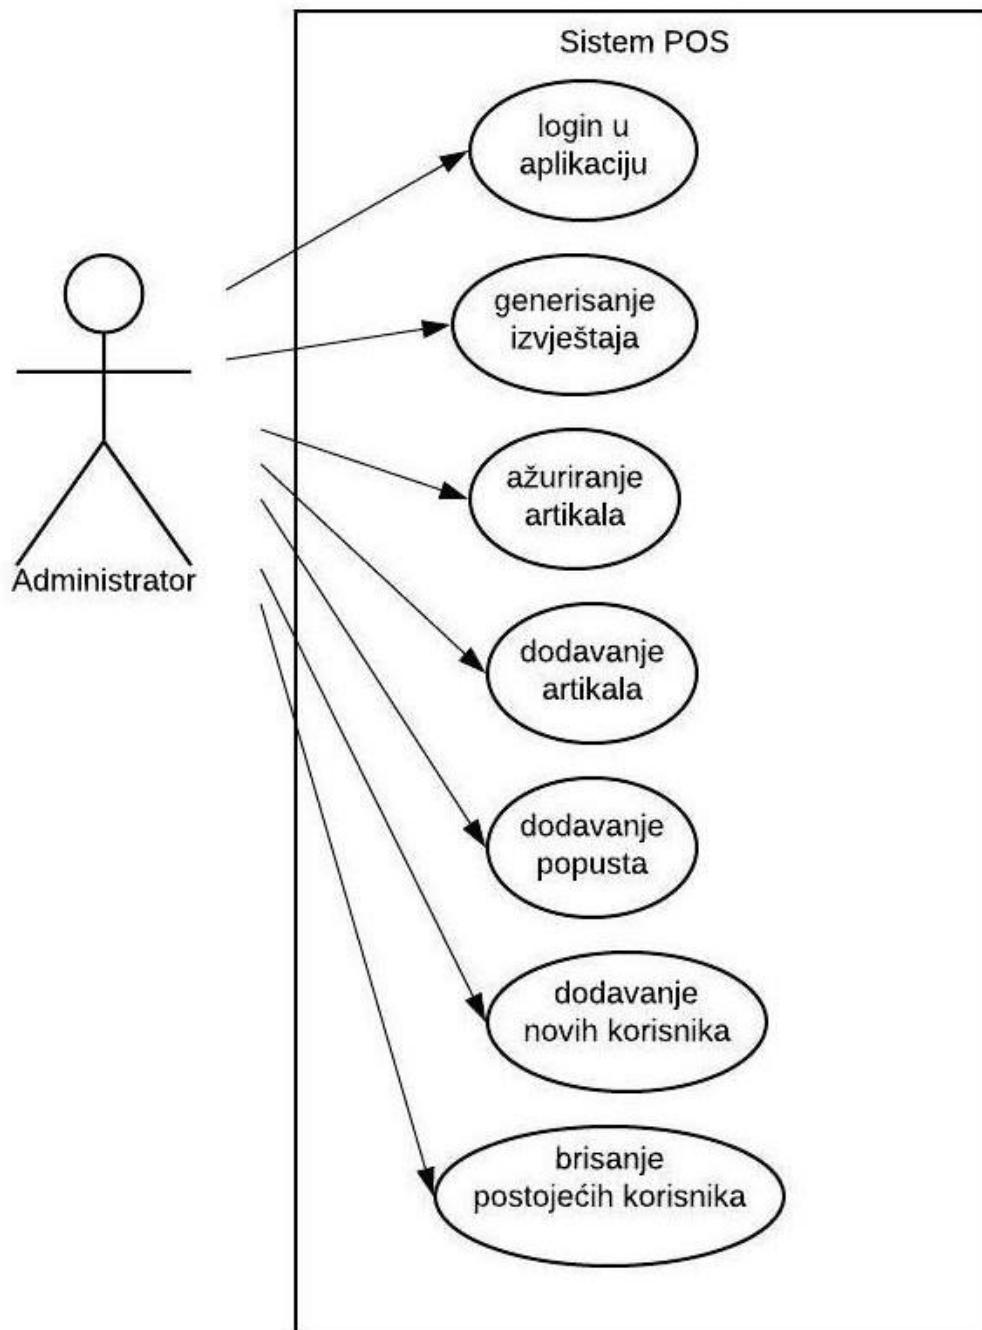 Sistem POS
login u
aplikaciju
generisanje
izvještaja
ažuriranje
artikala
Administrator
dodavanje
artikala
dodavanje
popusta
dodavanje
novih korisnika
brisanje
postojećih korisnika